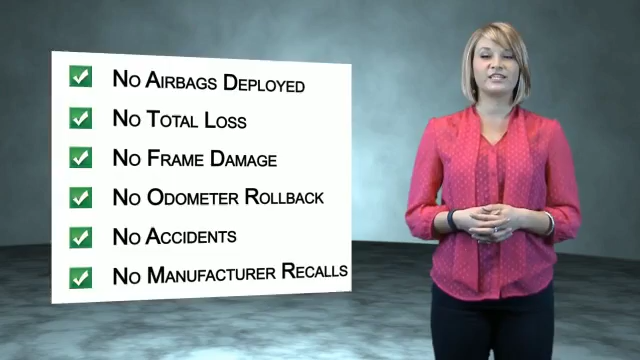 No Airbags Deployed
No Total Loss
No Frame Damage
No Odometer Rollback
No Accidents
No Manufacturer Recalls